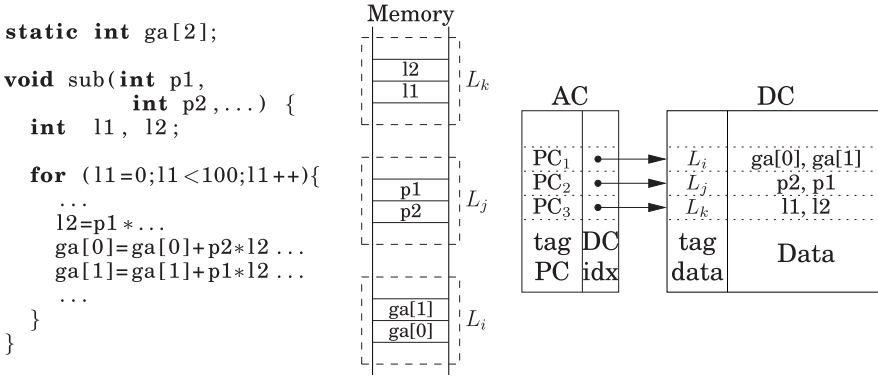 static int ga[2];
void sub(int p1,
int p2,...) {
int l1, l2;
for (l1=0;l1<100;l1++){
...
l2=p1*...
ga[0]=ga[0]+p2*l2 ...
ga[1]=ga[1]+p1*l2 ...
...
}
}
Memory
l2
l1
L_k
p1
p2
L_j
ga[1]
ga[0]
L_i
AC
PC₁
PC₂
PC₃
tag DC
PC idx
DC
L_i ga[0], ga[1]
L_j p2, p1
L_k l1, l2
tag
data
Data